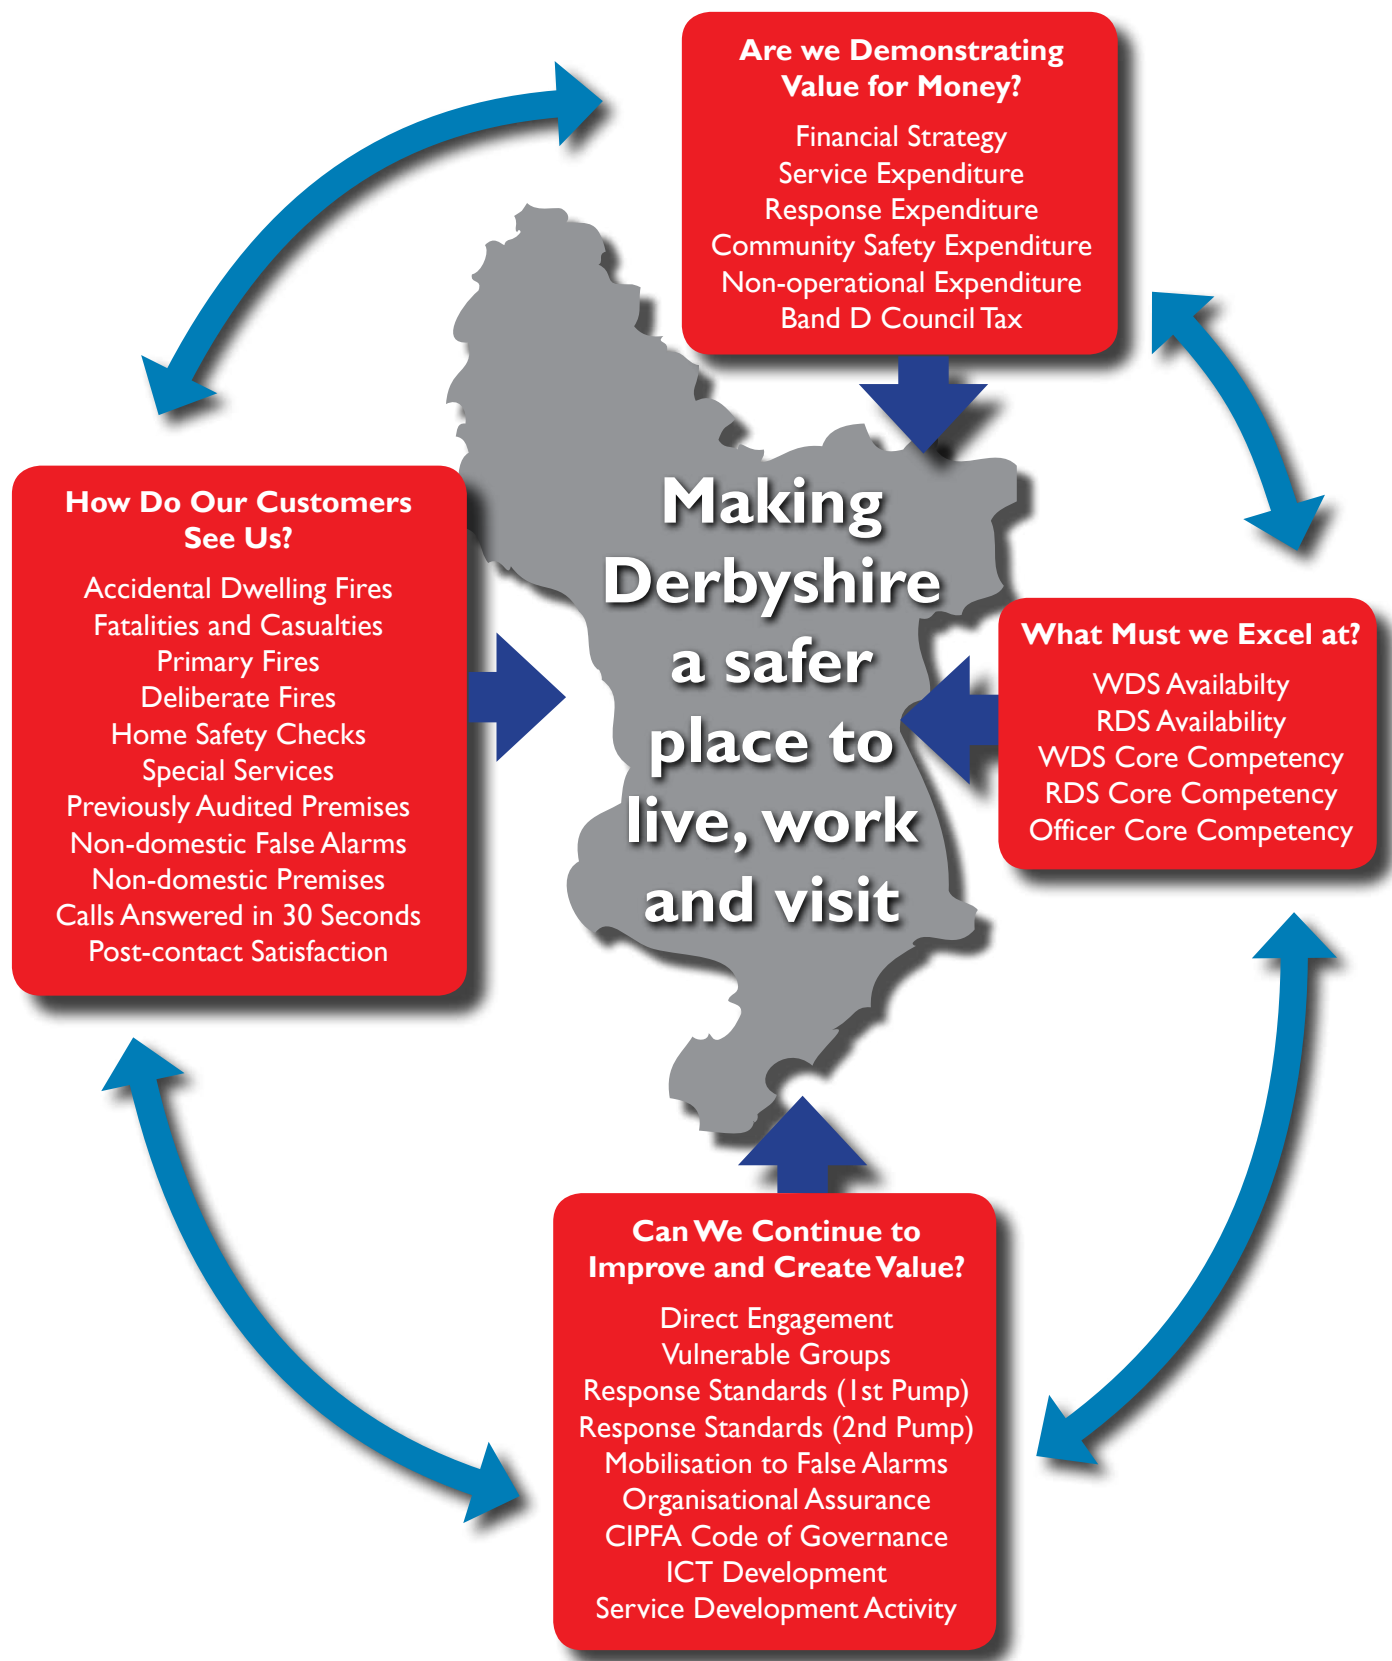 Are we Demonstrating
Value for Money?
Financial Strategy
Service Expenditure
Response Expenditure
Community Safety Expenditure
Non-operational Expenditure
Band D Council Tax
How Do Our Customers
See Us?
Accidental Dwelling Fires
Fatalities and Casualties
Primary Fires
Deliberate Fires
Home Safety Checks
Special Services
Previously Audited Premises
Non-domestic False Alarms
Non-domestic Premises
Calls Answered in 30 Seconds
Post-contact Satisfaction
Making
Derbyshire
a safer
place to
live, work
and visit
What Must we Excel at?
WDS Availabilty
RDS Availability
WDS Core Competency
RDS Core Competency
Officer Core Competency
Can We Continue to
Improve and Create Value?
Direct Engagement
Vulnerable Groups
Response Standards (1st Pump)
Response Standards (2nd Pump)
Mobilisation to False Alarms
Organisational Assurance
CIPFA Code of Governance
ICT Development
Service Development Activity